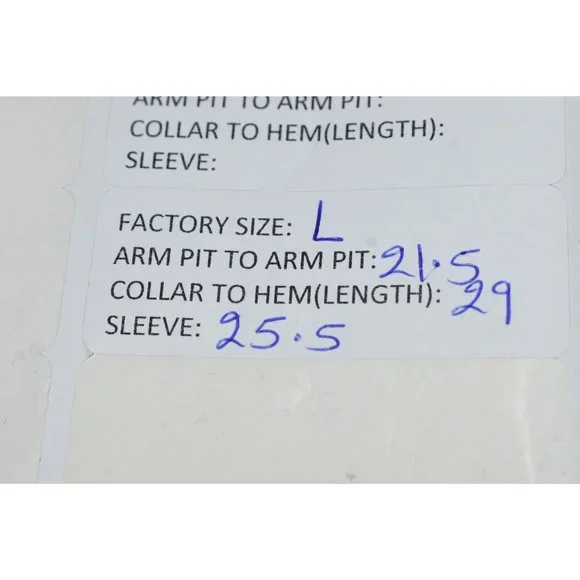 ARM PIT TO ARM PIT:
COLLAR TO HEM(LENGTH):
SLEEVE:
FACTORY SIZE: L
ARM PIT TO ARM PIT: 21.5
COLLAR TO HEM(LENGTH): 29
SLEEVE: 25.5